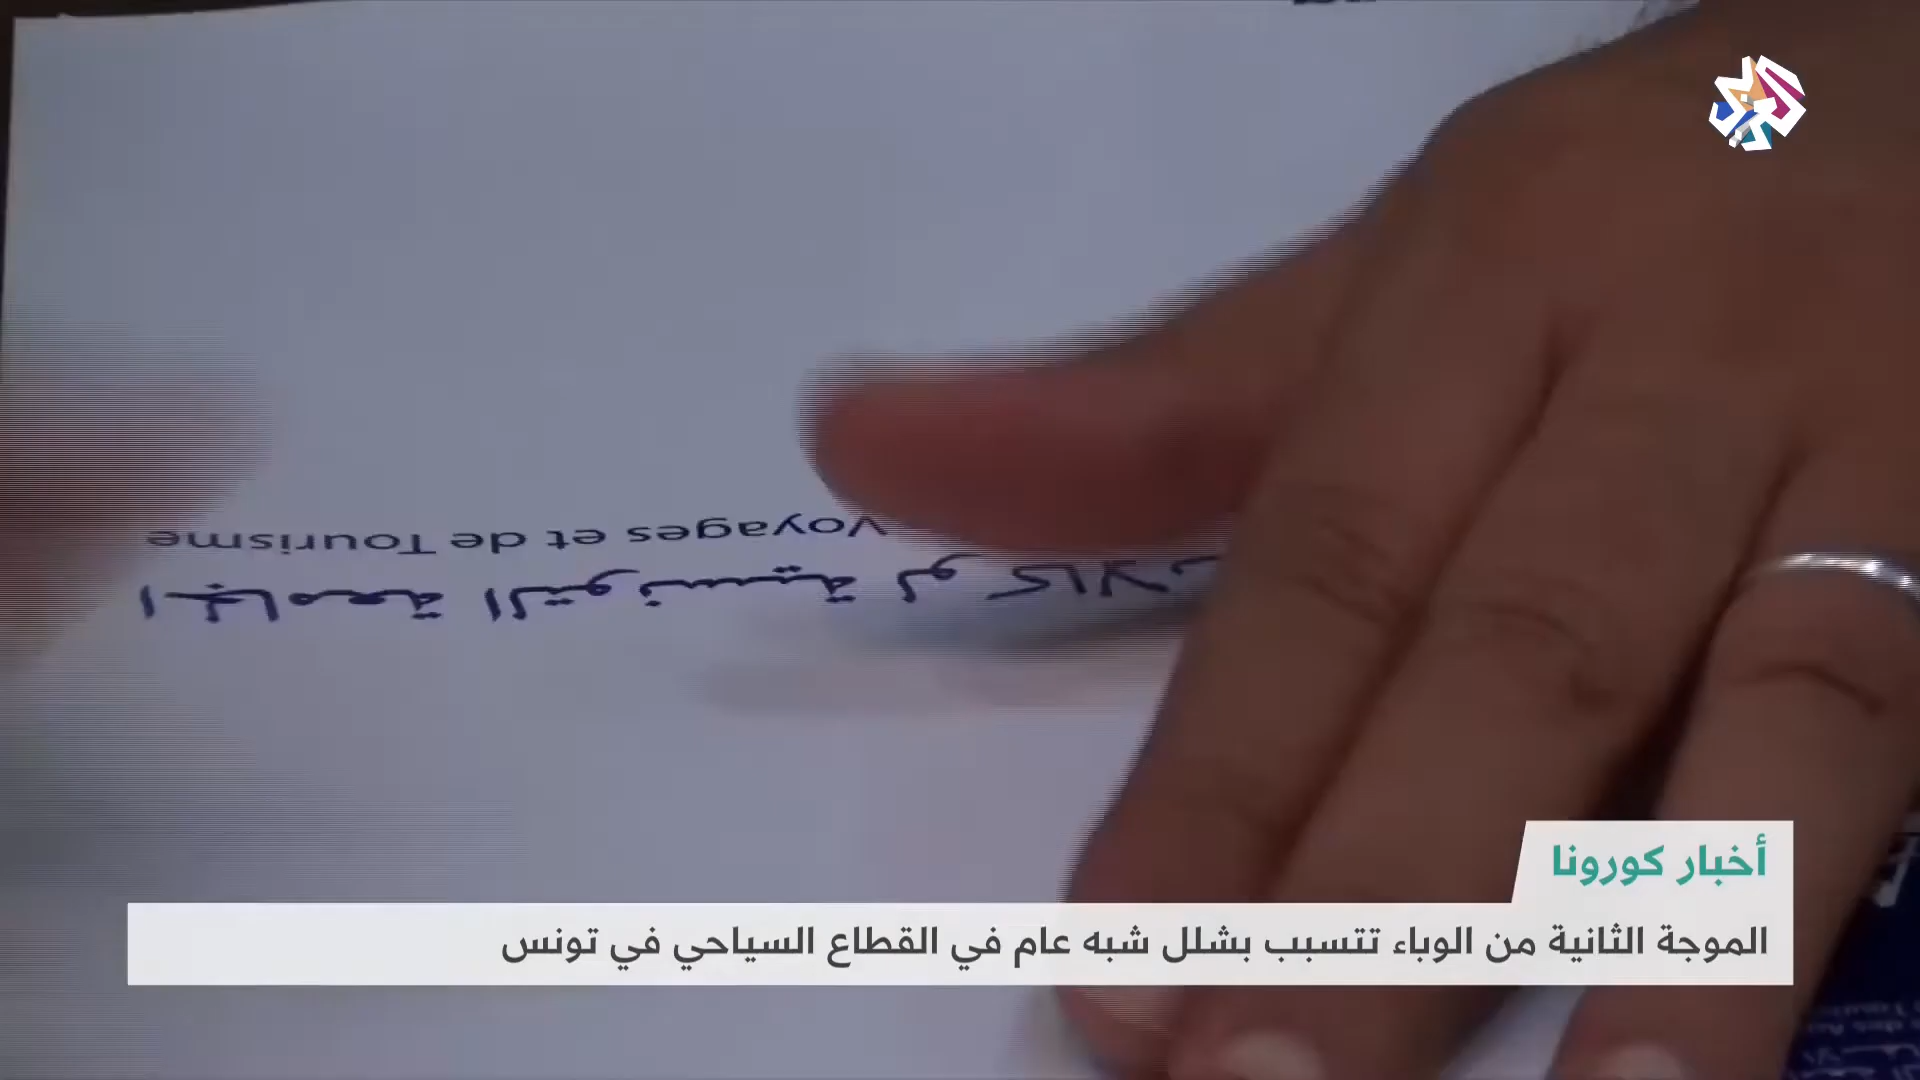 Voyages et de Tourisme
الجامعة التونسية لوكالات
أخبار كورونا
الموجة الثانية من الوباء تتسبب بشلل شبه عام في القطاع السياحي في تونس